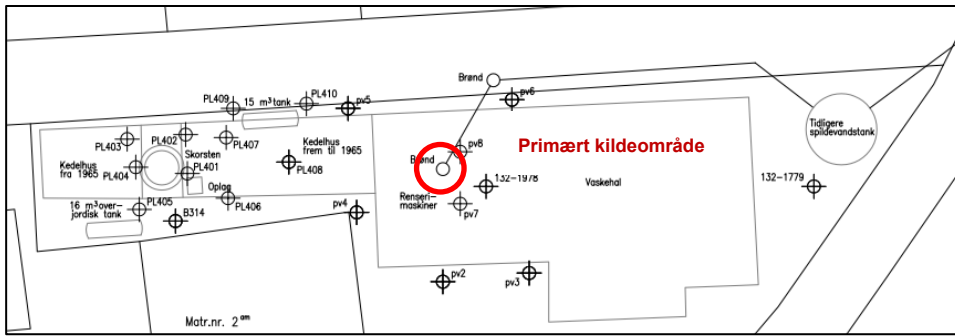 Brønd
PL409
15 m³tank
PL410
pv5
pv6
Tidligere
spildevandstank
PL403
PL402
Skorsten
PL407
Kedelhus
frem til 1965
Kedelhus
fra 1965
PL404
PL401
PL408
Brønd
pv8
Primært kildeområde
132-1978
Vaskehal
132-1779
Oplag
Renseri-
maskiner
pv7
16 m³over-
jordisk tank
PL405
B314
PL406
pv4
pv2
pv3
Matr.nr. 2 ᵃᵐ